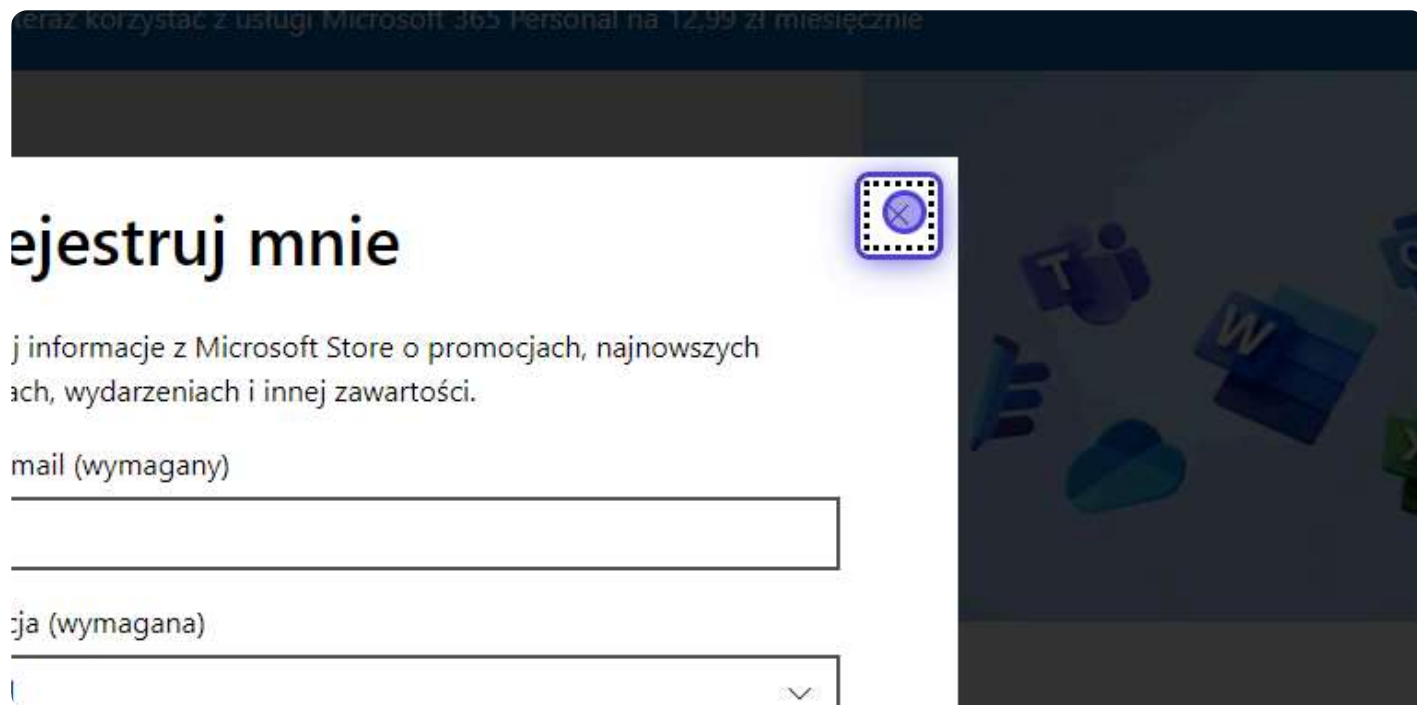 teraz korzystać z usługi Microsoft 365 Personal na 12,99 zł miesięcznie
ejestruj mnie
j informacje z Microsoft Store o promocjach, najnowszych
ach, wydarzeniach i innej zawartości.
mail (wymagany)
cja (wymagana)
T
W